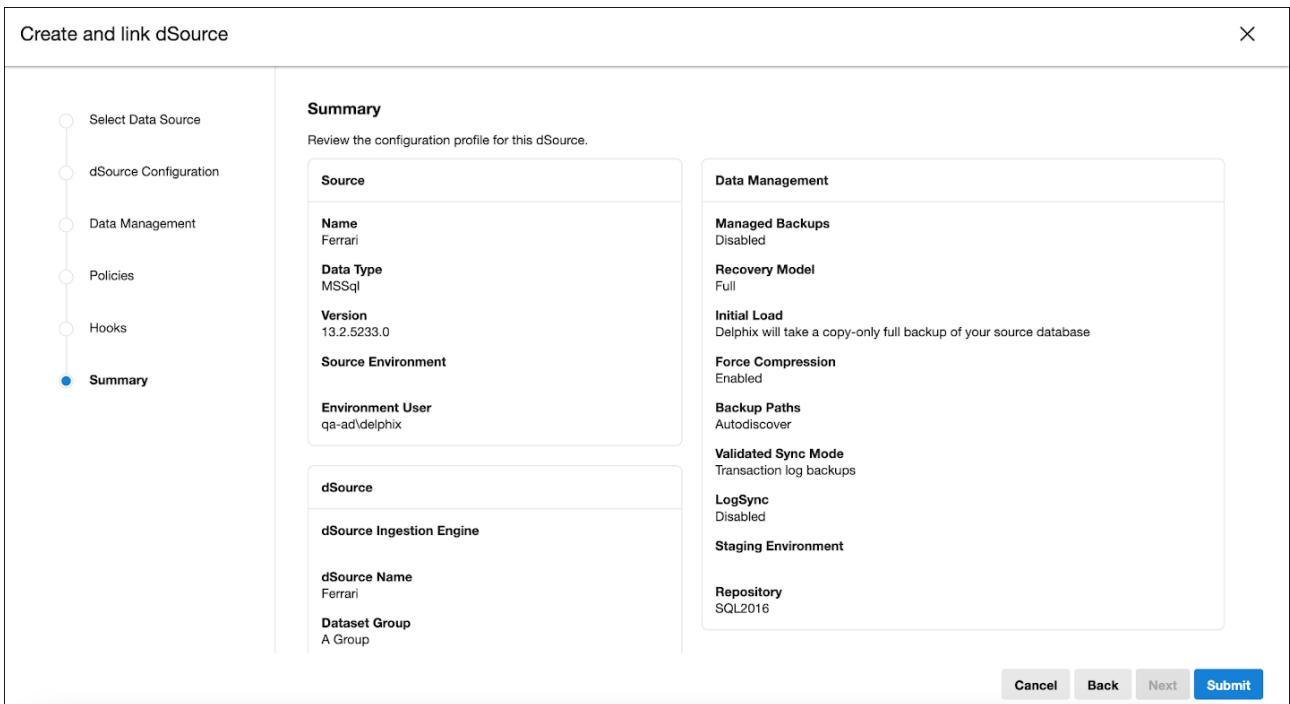 Create and link dSource
Select Data Source
dSource Configuration
Data Management
Policies
Hooks
Summary
Summary
Review the configuration profile for this dSource.
Source
Name
Ferrari
Data Type
MSSql
Version
13.2.5233.0
Source Environment
Environment User
qa-ad\delphix
dSource
dSource Ingestion Engine
dSource Name
Ferrari
Dataset Group
A Group
Data Management
Managed Backups
Disabled
Recovery Model
Full
Initial Load
Delphix will take a copy-only full backup of your source database
Force Compression
Enabled
Backup Paths
Autodiscover
Validated Sync Mode
Transaction log backups
LogSync
Disabled
Staging Environment
Repository
SQL2016
Cancel
Back
Next
Submit